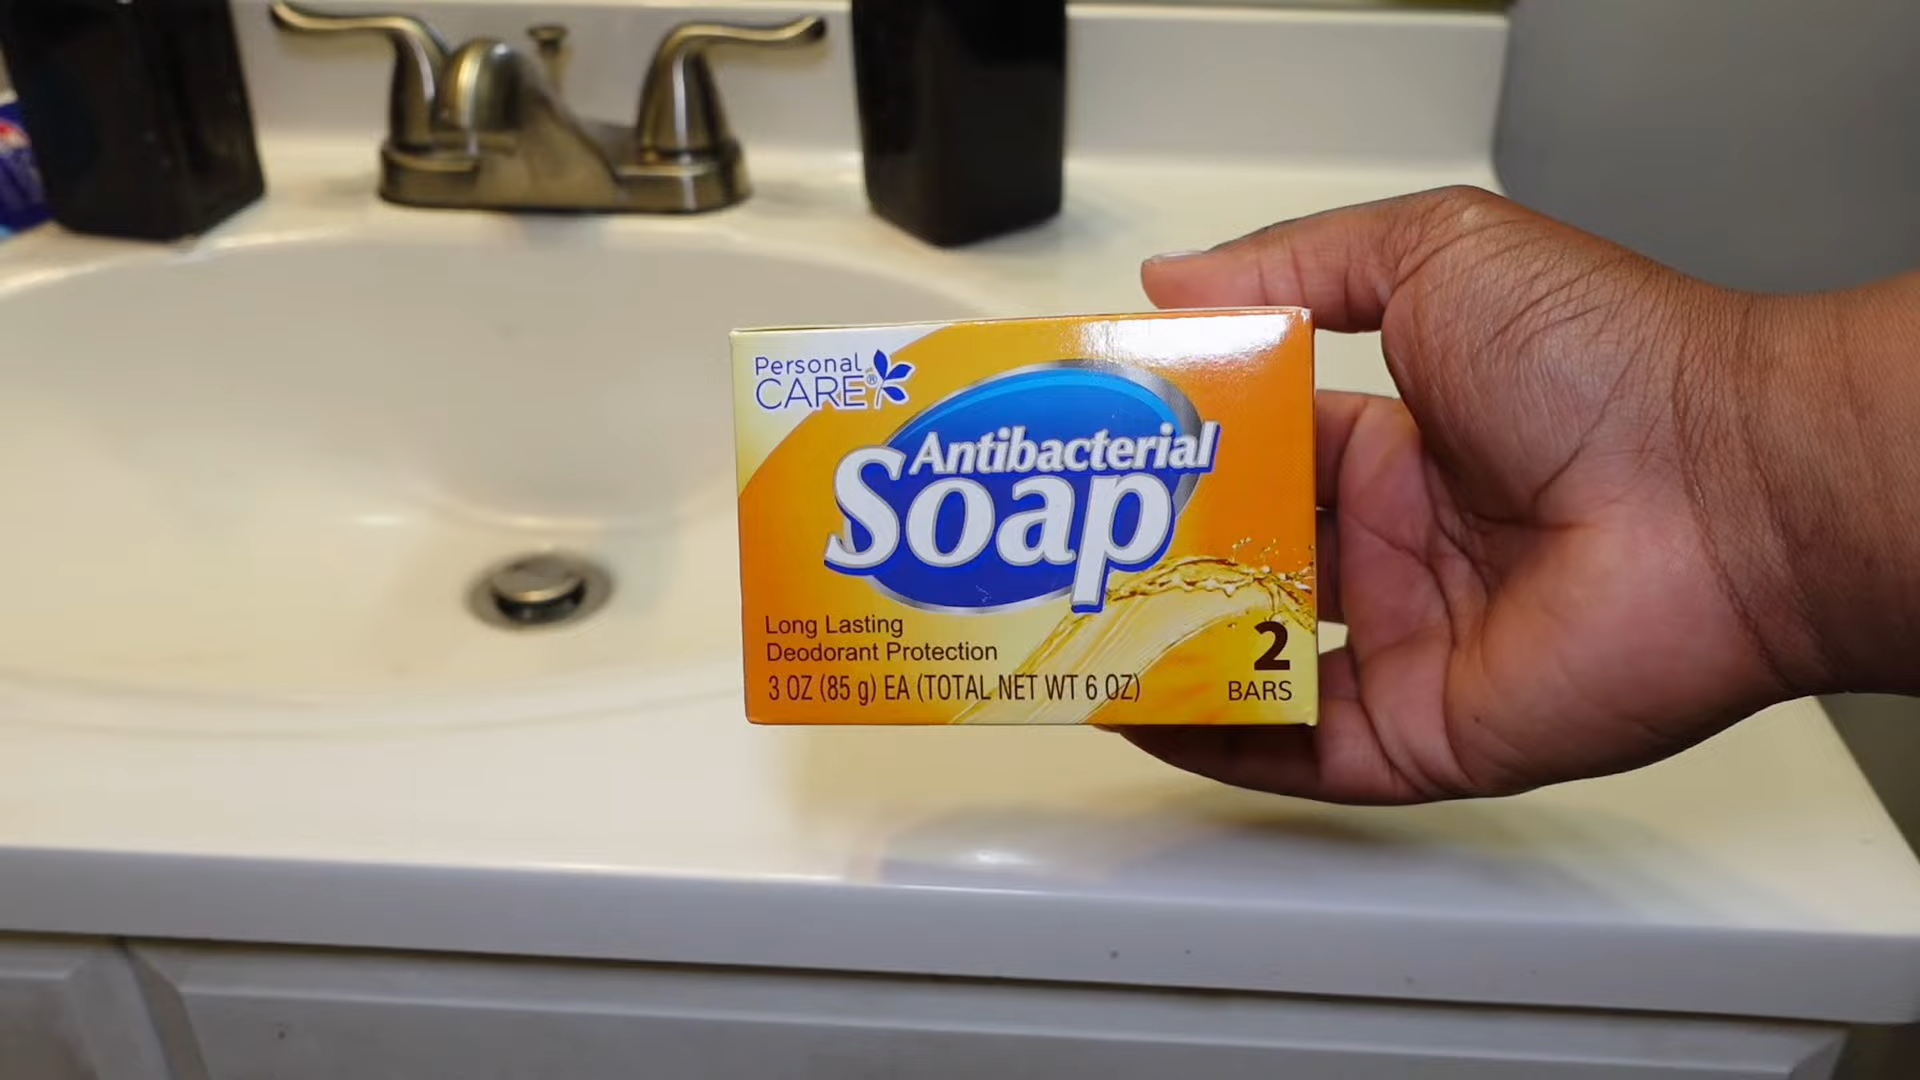 Personal
CARE®
Antibacterial
Soap
Long Lasting
Deodorant Protection
3 OZ (85 g) EA (TOTAL NET WT 6 OZ)
2
BARS